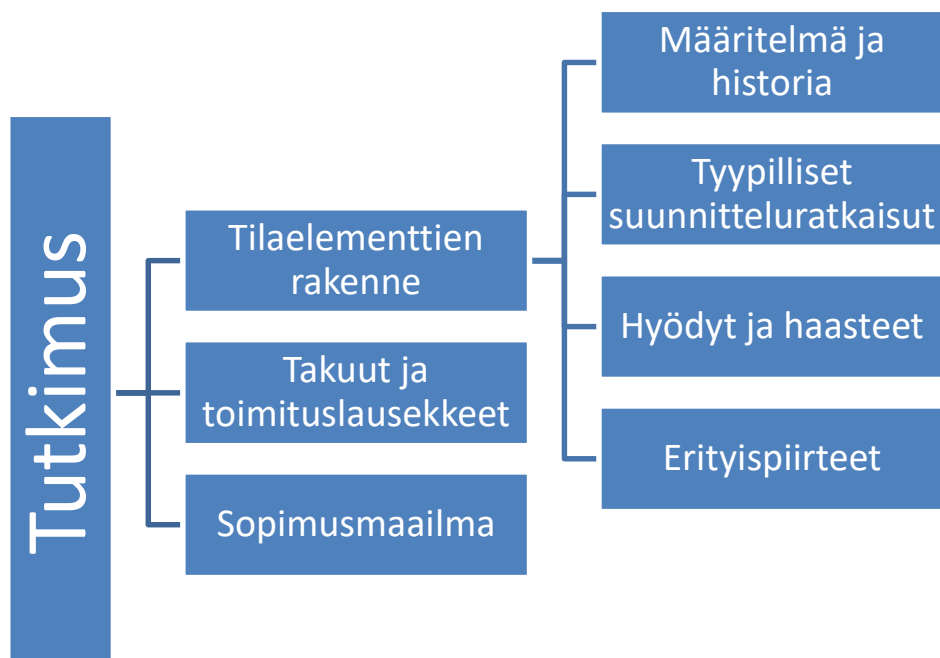 Tutkimus
Tilaelementtien
rakenne
Takuut ja
toimituslausekkeet
Sopimusmaailma
Määritelmä ja
historia
Tyypilliset
suunnitteluratkaisut
Hyödyt ja haasteet
Erityispiirteet